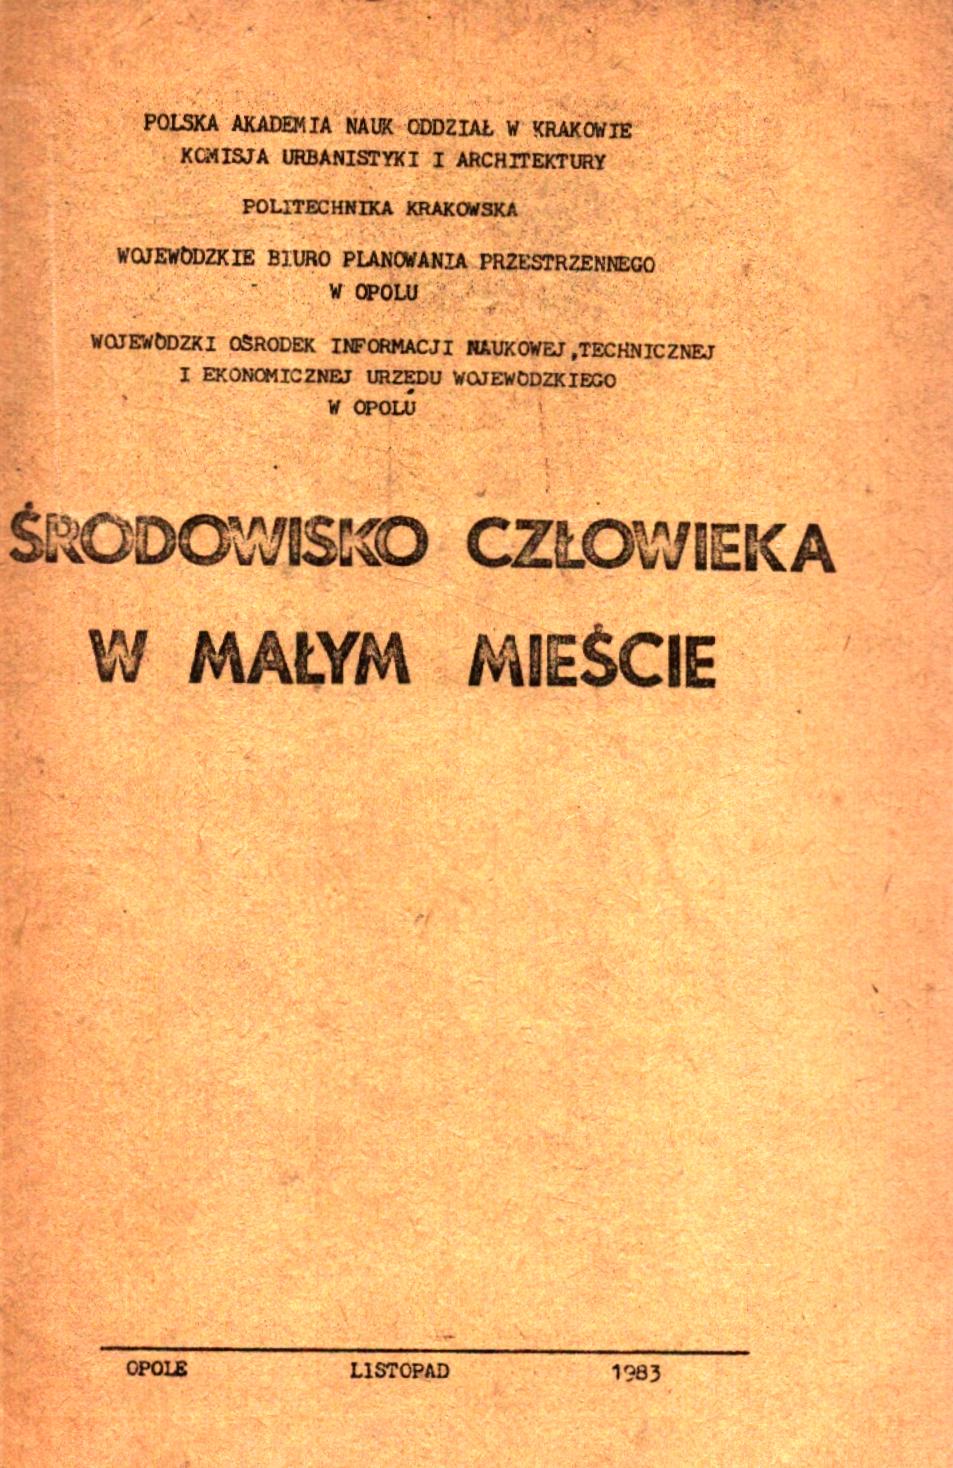 POLSKA AKADEMIA NAUK ODDZIAŁ W KRAKOWIE
KOMISJA URBANISTYKI I ARCHITEKTURY
POLITECHNIKA KRAKOWSKA
WOJEWÓDZKIE BIURO PLANOWANIA PRZESTRZENNEGO
W OPOLU
WOJEWÓDZKI OŚRODEK INFORMACJI NAUKOWEJ,TECHNICZNEJ
I EKONOMICZNEJ URZĘDU WOJEWÓDZKIEGO
W OPOLU
ŚRODOWISKO CZŁOWIEKA
W MAŁYM MIEŚCIE
OPOLE LISTOPAD 1983